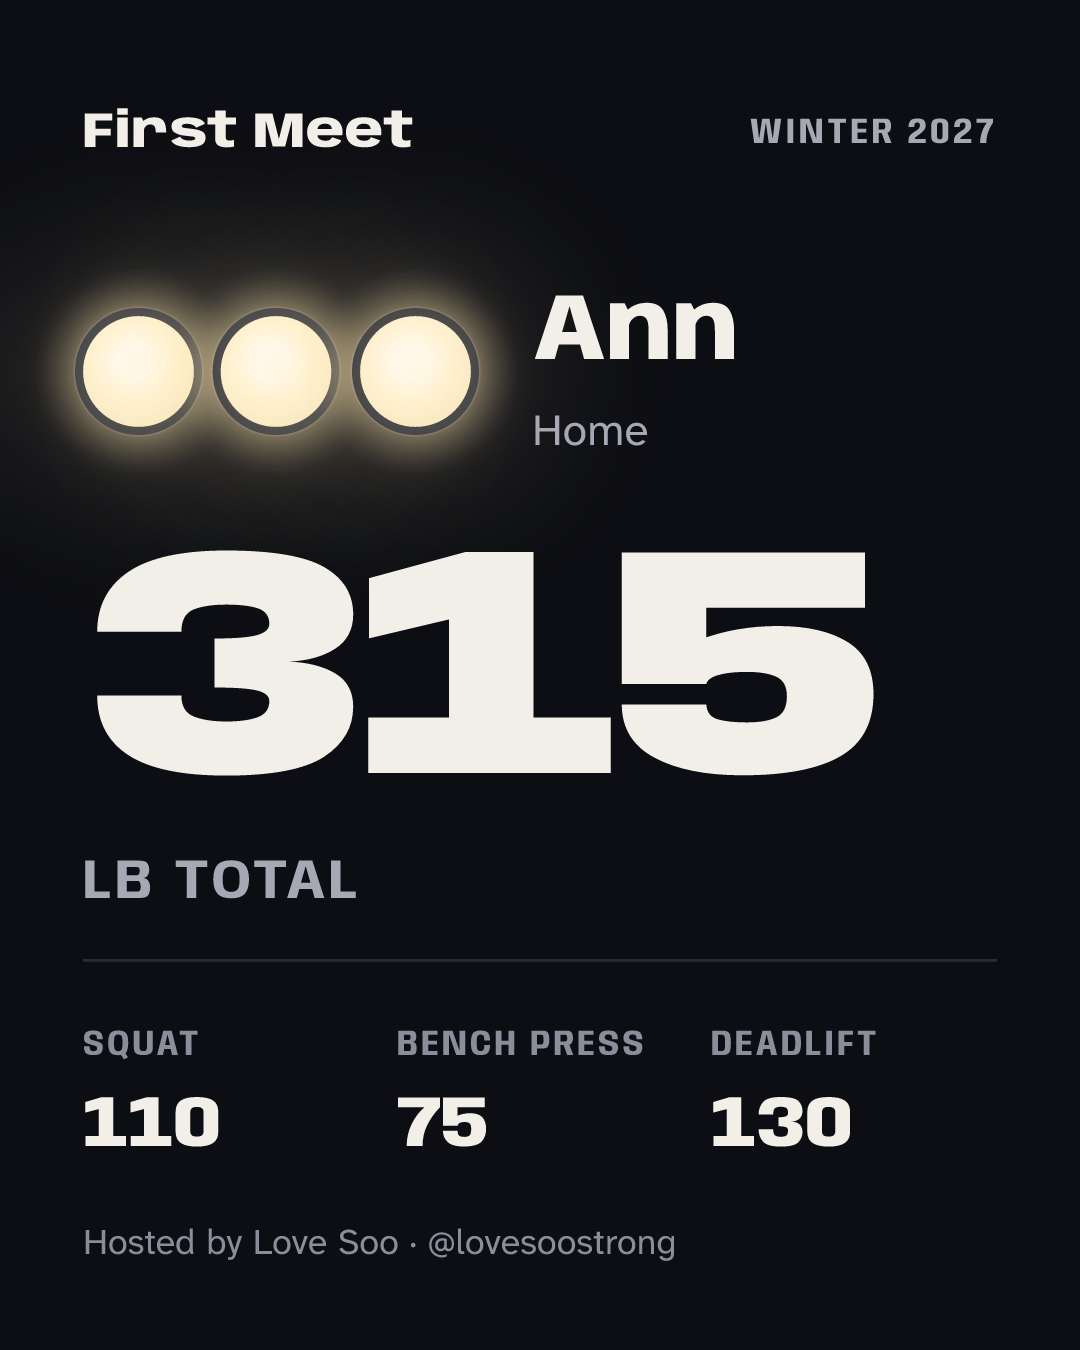 First Meet
WINTER 2027
Ann
Home
315
LB TOTAL
SQUAT
BENCH PRESS
DEADLIFT
110
75
130
Hosted by Love Soo · @lovesoostrong